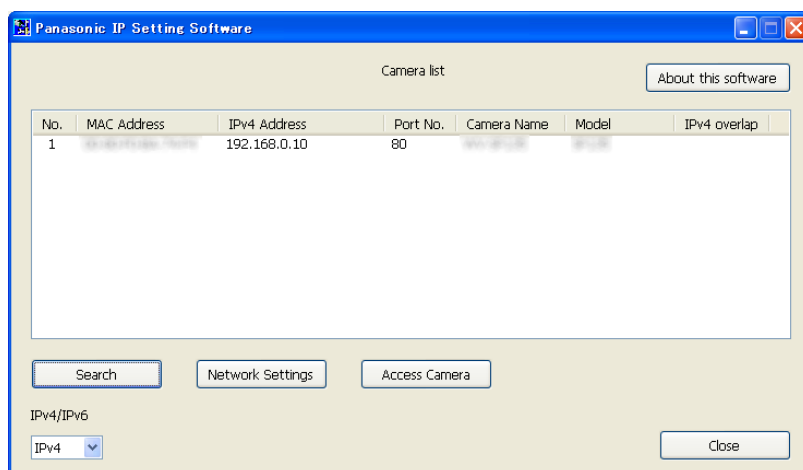 Panasonic IP Setting Software
Camera list
About this software
No. MAC Address IPv4 Address Port No. Camera Name Model IPv4 overlap
1 192.168.0.10 80
Search Network Settings Access Camera
IPv4/IPv6
IPv4
Close